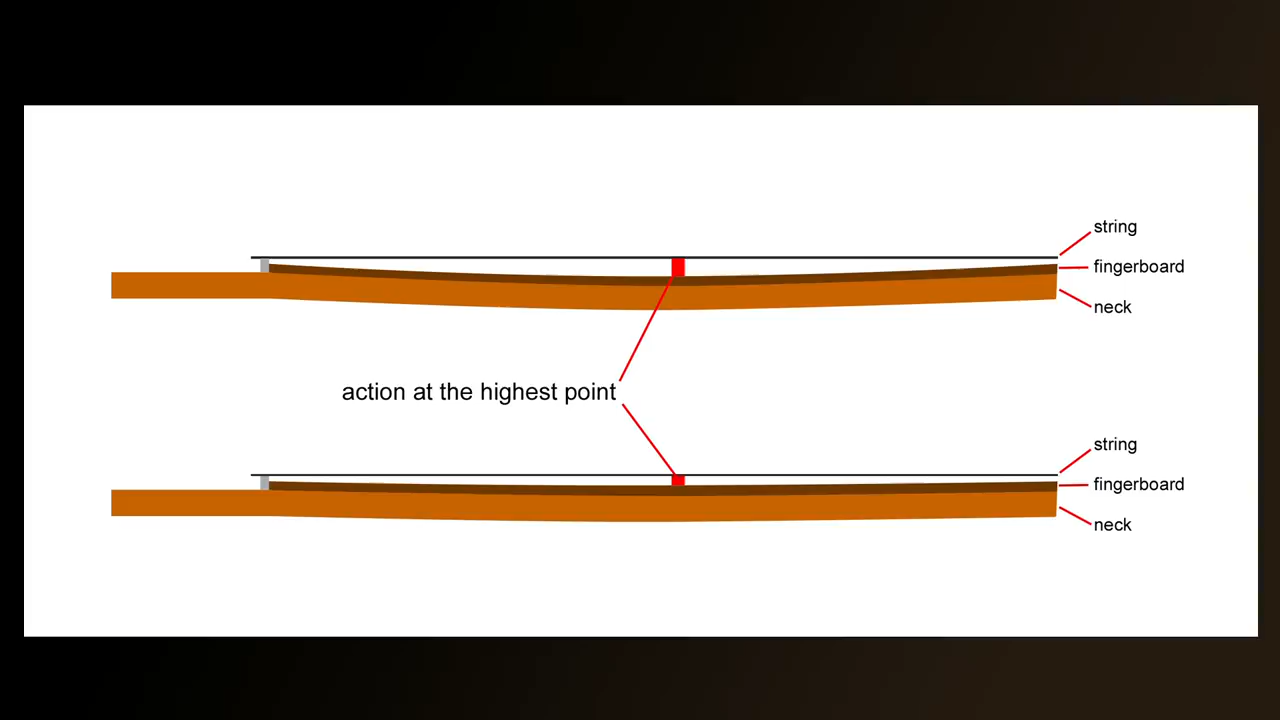 string
fingerboard
neck
action at the highest point
string
fingerboard
neck